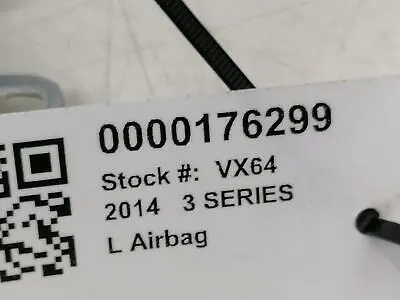 0000176299
Stock #: VX64
2014 3 SERIES
L Airbag